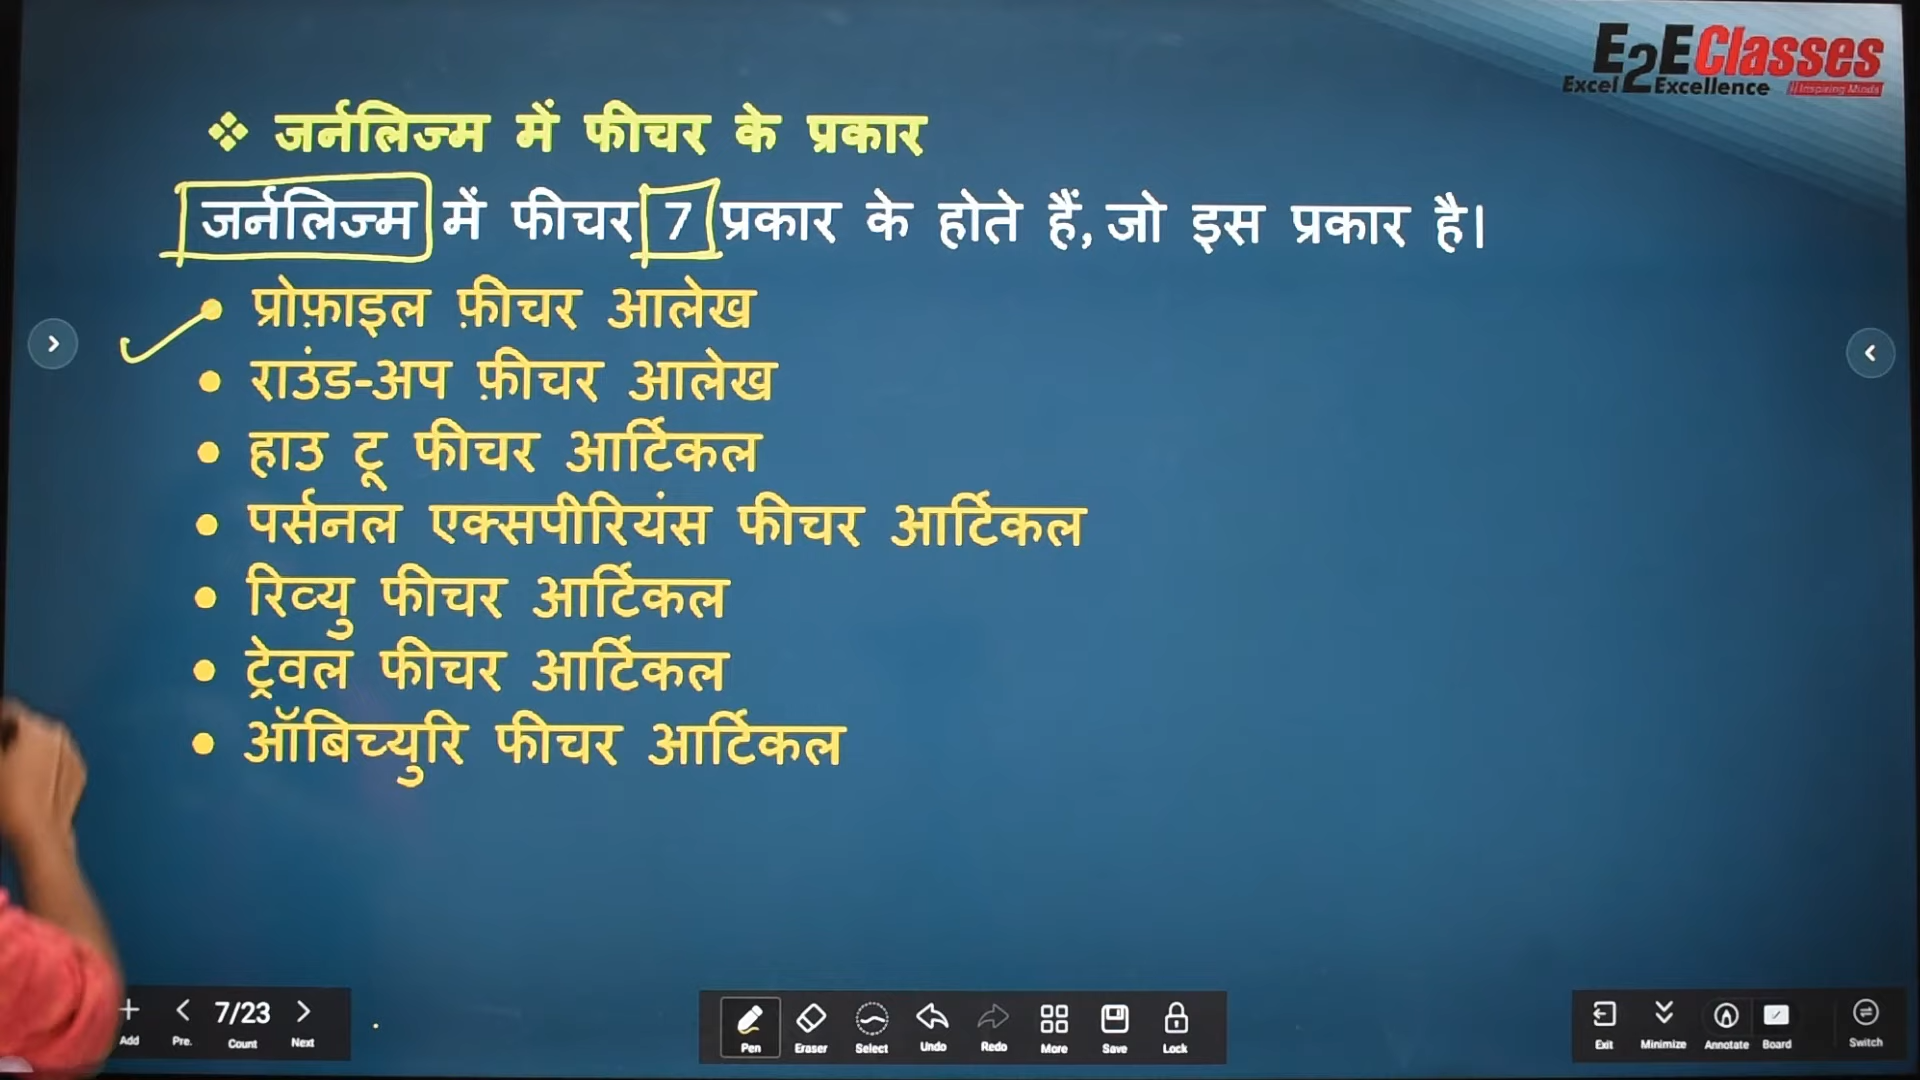 E2E Classes
Excel 2 Excellence Inspiring Minds
❖ जर्नलिज्म में फीचर के प्रकार
जर्नलिज्म में फीचर 7 प्रकार के होते हैं, जो इस प्रकार है।
• प्रोफ़ाइल फ़ीचर आलेख
• राउंड-अप फ़ीचर आलेख
• हाउ टू फीचर आर्टिकल
• पर्सनल एक्सपीरियंस फीचर आर्टिकल
• रिव्यु फीचर आर्टिकल
• ट्रेवल फीचर आर्टिकल
• ऑबिच्युरि फीचर आर्टिकल
7/23
Add Pre. Count Next
Pen Eraser Select Undo Redo More Save Lock
Exit Minimize Annotate Board Switch